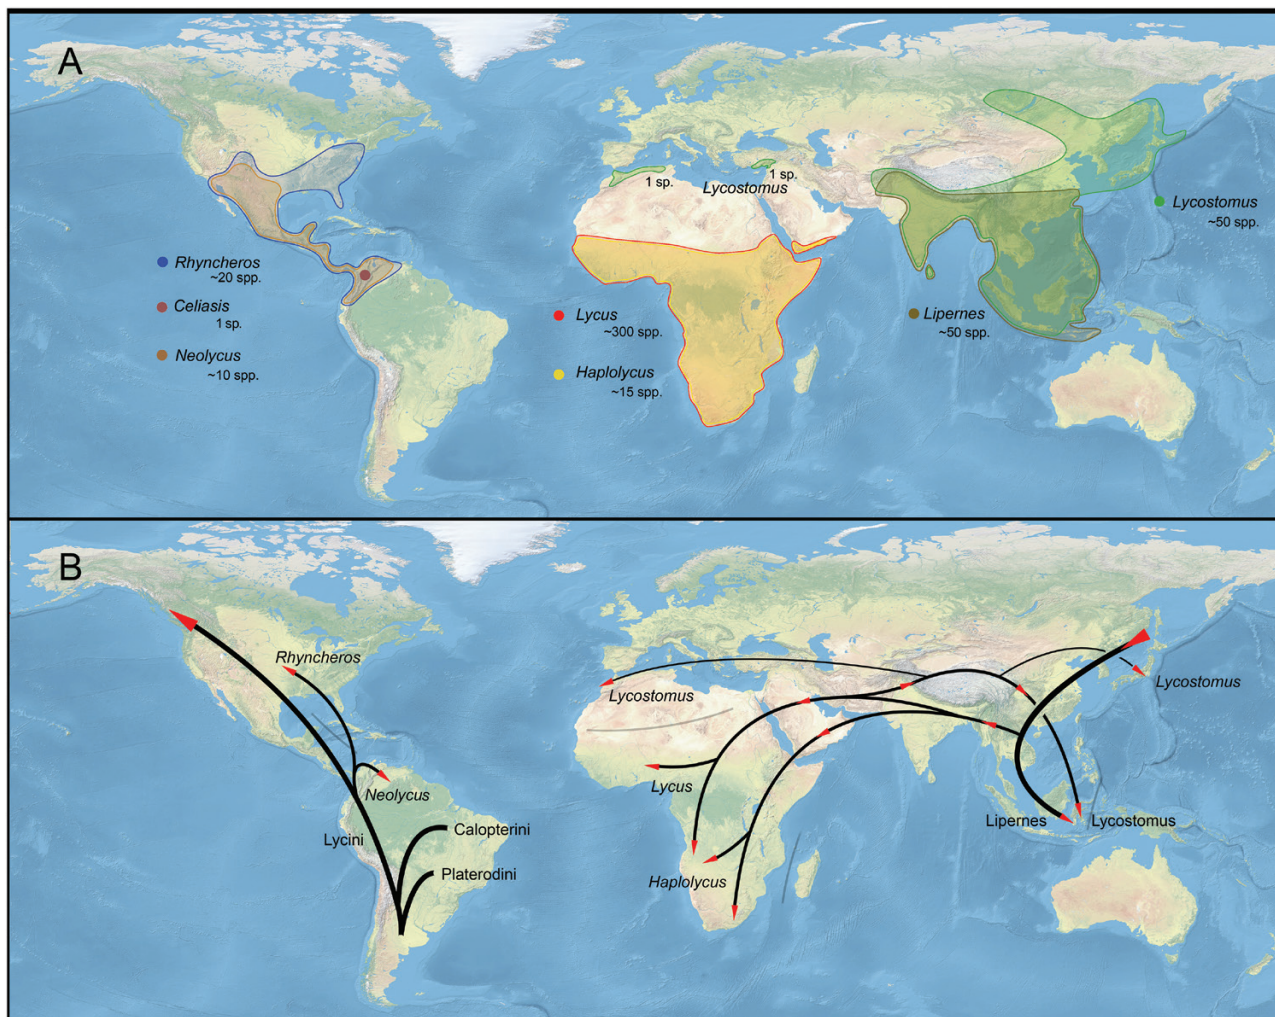 A
1 sp.
1 sp.
Lycostomus
Lycostomus
~50 spp.
Rhyncheros
~20 spp.
Celiasis
1 sp.
Neolycus
~10 spp.
Lycus
~300 spp.
Haplolycus
~15 spp.
Lipernes
~50 spp.
B
Rhyncheros
Lycostomus
Lycostomus
Neolycus
Lycus
Lycini
Calopterini
Platerodini
Haplolycus
Lipernes
Lycostomus